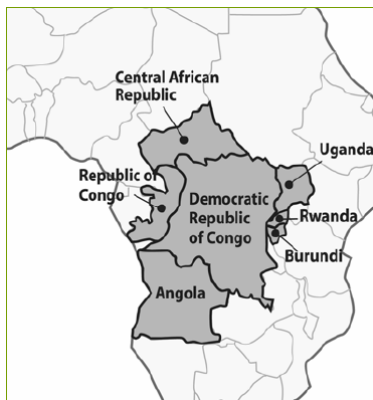 Central African
Republic
Uganda
Republic of
Congo
Democratic
Republic
of Congo
Rwanda
Burundi
Angola